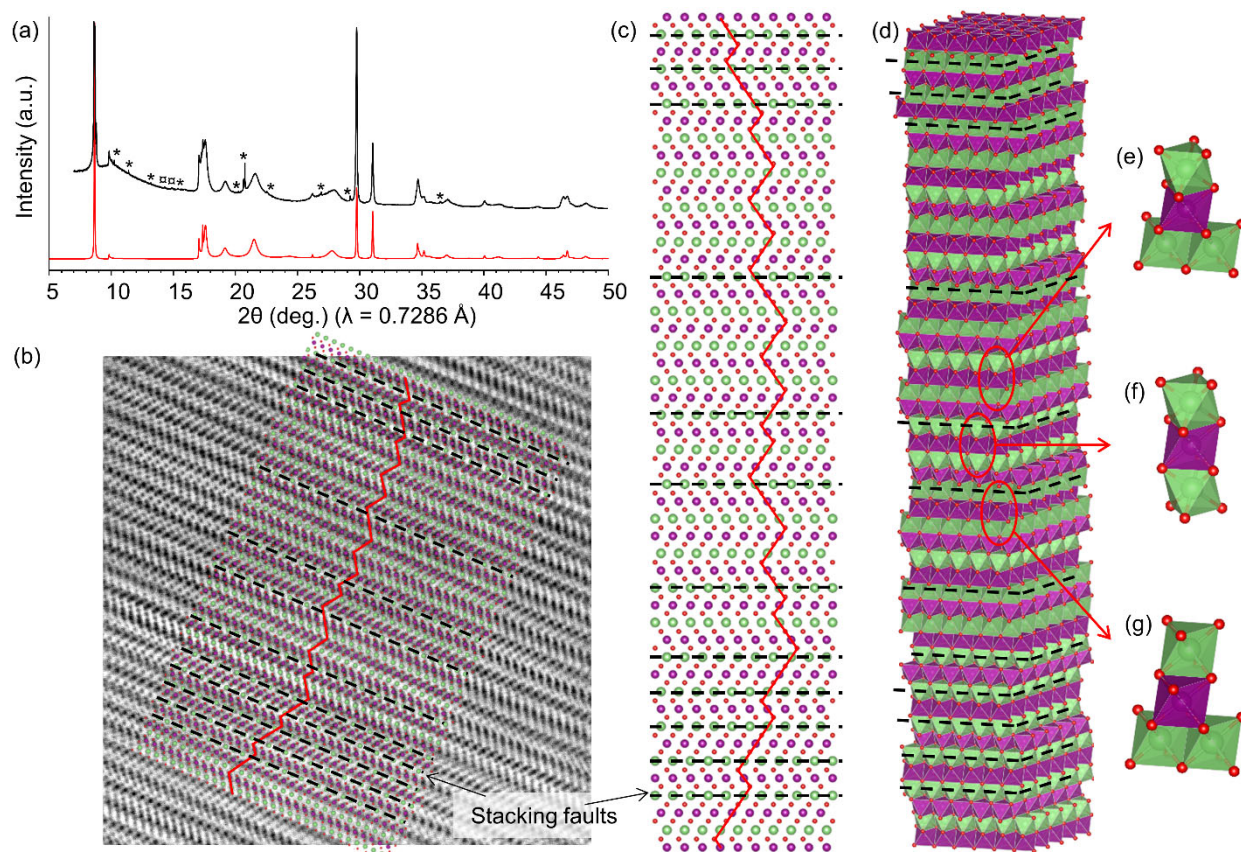 (a)
Intensity (a.u.)
* * * ¤¤ * * * * * * *
5 10 15 20 25 30 35 40 45 50
2θ (deg.) (λ = 0.7286 Å)
(b)
Stacking faults
(c)
(d)
(e)
(f)
(g)